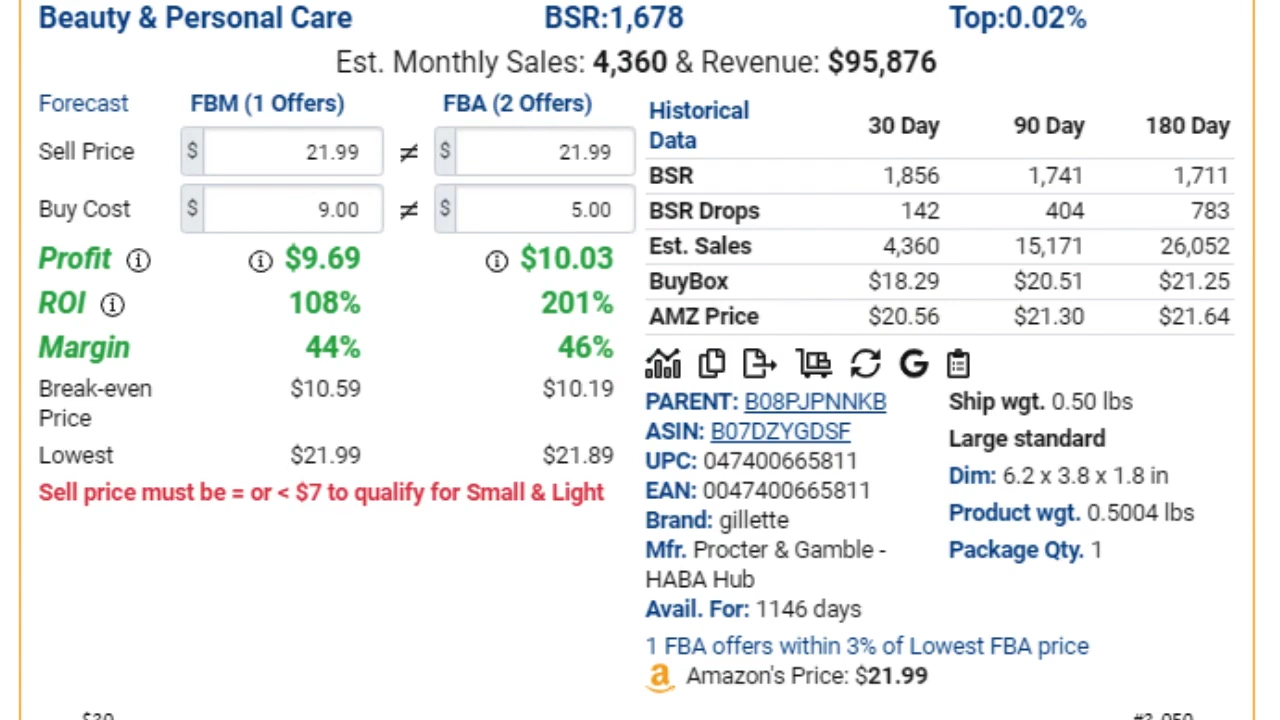 Beauty & Personal Care BSR:1,678 Top:0.02%
Est. Monthly Sales: 4,360 & Revenue: $95,876
Forecast FBM (1 Offers) FBA (2 Offers)
Sell Price $ 21.99 ≠ $ 21.99
Buy Cost $ 9.00 ≠ $ 5.00
Profit $9.69 $10.03
ROI 108% 201%
Margin 44% 46%
Break-even Price $10.59 $10.19
Lowest $21.99 $21.89
Sell price must be = or < $7 to qualify for Small & Light
Historical Data 30 Day 90 Day 180 Day
BSR 1,856 1,741 1,711
BSR Drops 142 404 783
Est. Sales 4,360 15,171 26,052
BuyBox $18.29 $20.51 $21.25
AMZ Price $20.56 $21.30 $21.64
PARENT: B08PJPNNKB
ASIN: B07DZYGDSF
UPC: 047400665811
EAN: 0047400665811
Brand: gillette
Mfr. Procter & Gamble -
HABA Hub
Avail. For: 1146 days
Ship wgt. 0.50 lbs
Large standard
Dim: 6.2 x 3.8 x 1.8 in
Product wgt. 0.5004 lbs
Package Qty. 1
1 FBA offers within 3% of Lowest FBA price
a Amazon's Price: $21.99